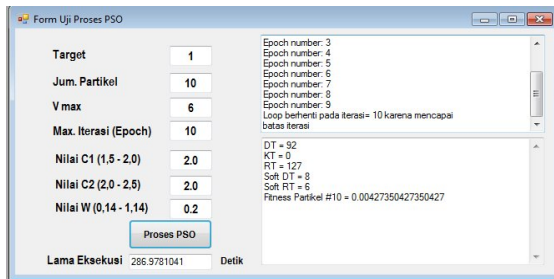 Form Uji Proses PSO
Target 1
Jum. Partikel 10
V max 6
Max. Iterasi (Epoch) 10
Nilai C1 (1,5 - 2,0) 2.0
Nilai C2 (2,0 - 2,5) 2.0
Nilai W (0,14 - 1,14) 0.2
Proses PSO
Lama Eksekusi 286.9781041 Detik
Epoch number: 3
Epoch number: 4
Epoch number: 5
Epoch number: 6
Epoch number: 7
Epoch number: 8
Epoch number: 9
Loop berhenti pada iterasi= 10 karena mencapai
batas iterasi
DT = 92
KT = 0
RT = 127
Soft DT = 8
Soft RT = 6
Fitness Partikel #10 = 0.00427350427350427